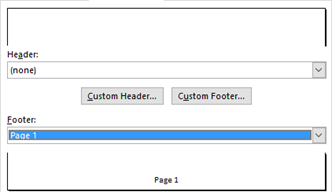 Header:
(none)
Custom Header... Custom Footer...
Footer:
Page 1
Page 1